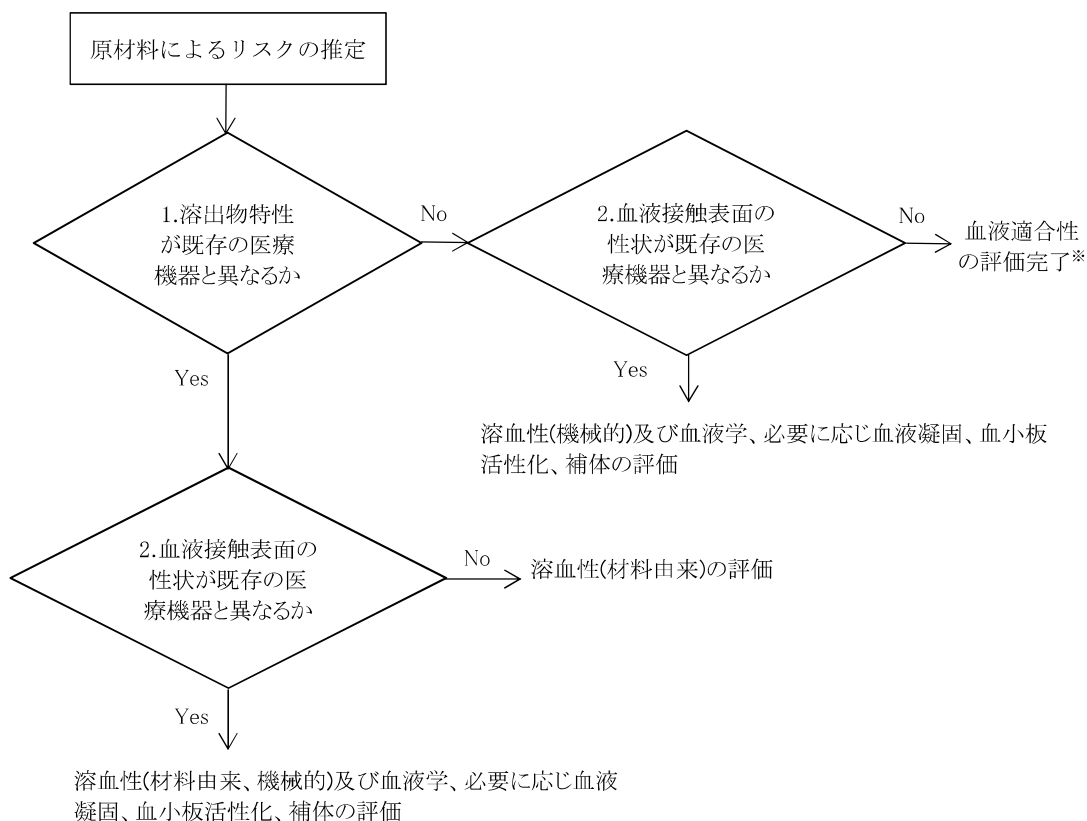 原材料によるリスクの推定
1.溶出物特性
が既存の医療
機器と異なるか
No
2.血液接触表面の
性状が既存の医
療機器と異なるか
No
血液適合性
の評価完了※
Yes
Yes
溶血性(機械的)及び血液学、必要に応じ血液凝固、血小板
活性化、補体の評価
2.血液接触表面の
性状が既存の医
療機器と異なるか
No
溶血性(材料由来)の評価
Yes
溶血性(材料由来、機械的)及び血液学、必要に応じ血液
凝固、血小板活性化、補体の評価